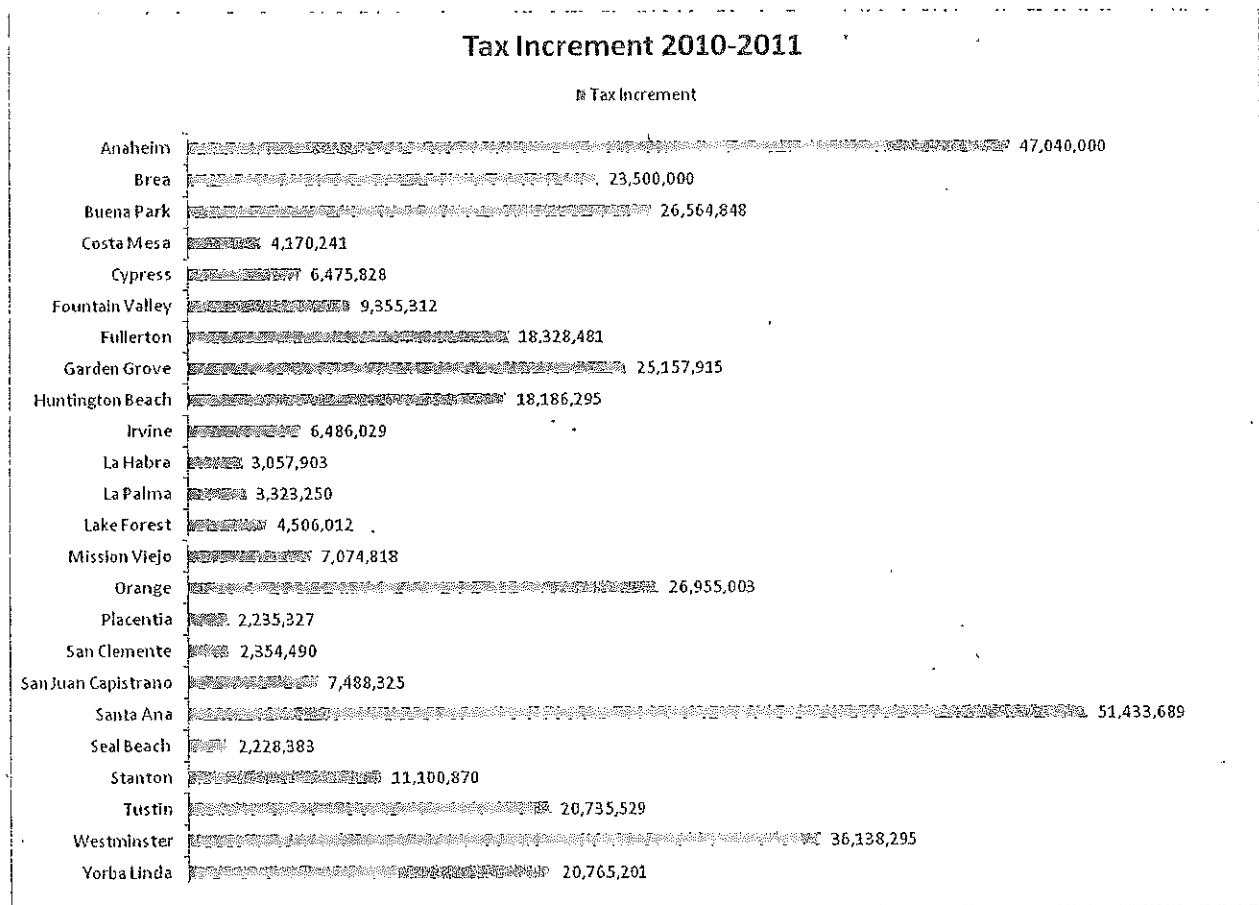 Tax Increment 2010-2011
Tax Increment
Anaheim 47,040,000
Brea 23,500,000
Buena Park 26,564,848
Costa Mesa 4,170,241
Cypress 6,475,828
Fountain Valley 9,355,312
Fullerton 18,328,481
Garden Grove 25,157,915
Huntington Beach 18,186,295
Irvine 6,486,029
La Habra 3,057,903
La Palma 3,323,250
Lake Forest 4,506,012
Mission Viejo 7,074,818
Orange 26,955,003
Placentia 2,235,327
San Clemente 2,354,490
San Juan Capistrano 7,488,325
Santa Ana 51,433,689
Seal Beach 2,228,383
Stanton 11,100,870
Tustin 20,735,529
Westminster 36,138,295
Yorba Linda 20,765,201